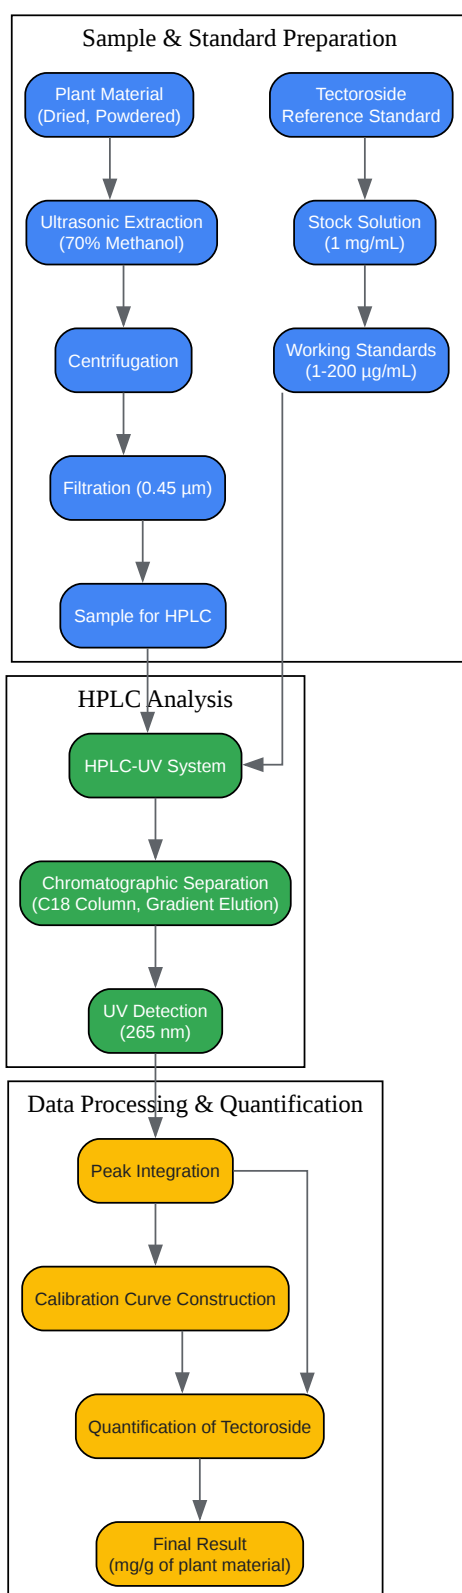 Sample & Standard Preparation
Plant Material
(Dried, Powdered)
Tectoroside
Reference Standard
Ultrasonic Extraction
(70% Methanol)
Stock Solution
(1 mg/mL)
Centrifugation
Working Standards
(1-200 µg/mL)
Filtration (0.45 µm)
Sample for HPLC
HPLC Analysis
HPLC-UV System
Chromatographic Separation
(C18 Column, Gradient Elution)
UV Detection
(265 nm)
Data Processing & Quantification
Peak Integration
Calibration Curve Construction
Quantification of Tectoroside
Final Result
(mg/g of plant material)